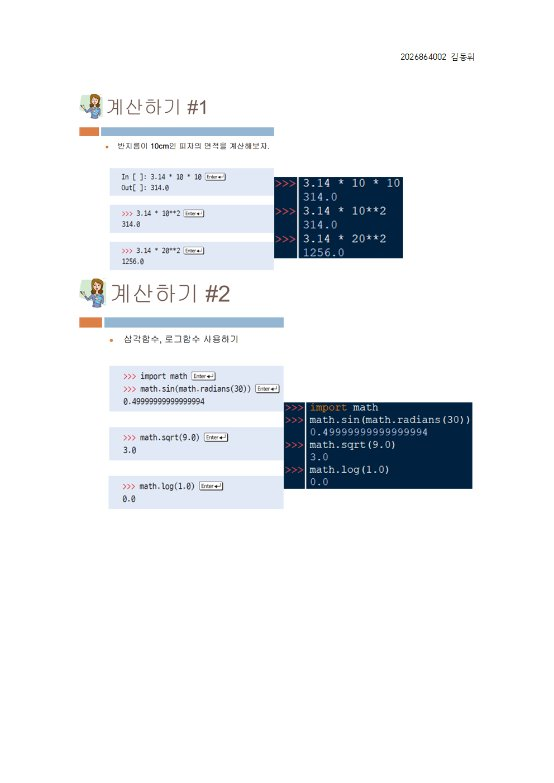 2026864002 김동휘
계산하기 #1
• 반지름이 10cm인 피자의 면적을 계산해보자.
In [ ]: 3.14 * 10 * 10 Enter↵
Out[ ]: 314.0
>>> 3.14 * 10**2 Enter↵
314.0
>>> 3.14 * 20**2 Enter↵
1256.0
>>> 3.14 * 10 * 10
314.0
>>> 3.14 * 10**2
314.0
>>> 3.14 * 20**2
1256.0
계산하기 #2
• 삼각함수, 로그함수 사용하기
>>> import math Enter↵
>>> math.sin(math.radians(30)) Enter↵
0.49999999999999994
>>> math.sqrt(9.0) Enter↵
3.0
>>> math.log(1.0) Enter↵
0.0
>>> import math
>>> math.sin(math.radians(30))
0.49999999999999994
>>> math.sqrt(9.0)
3.0
>>> math.log(1.0)
0.0